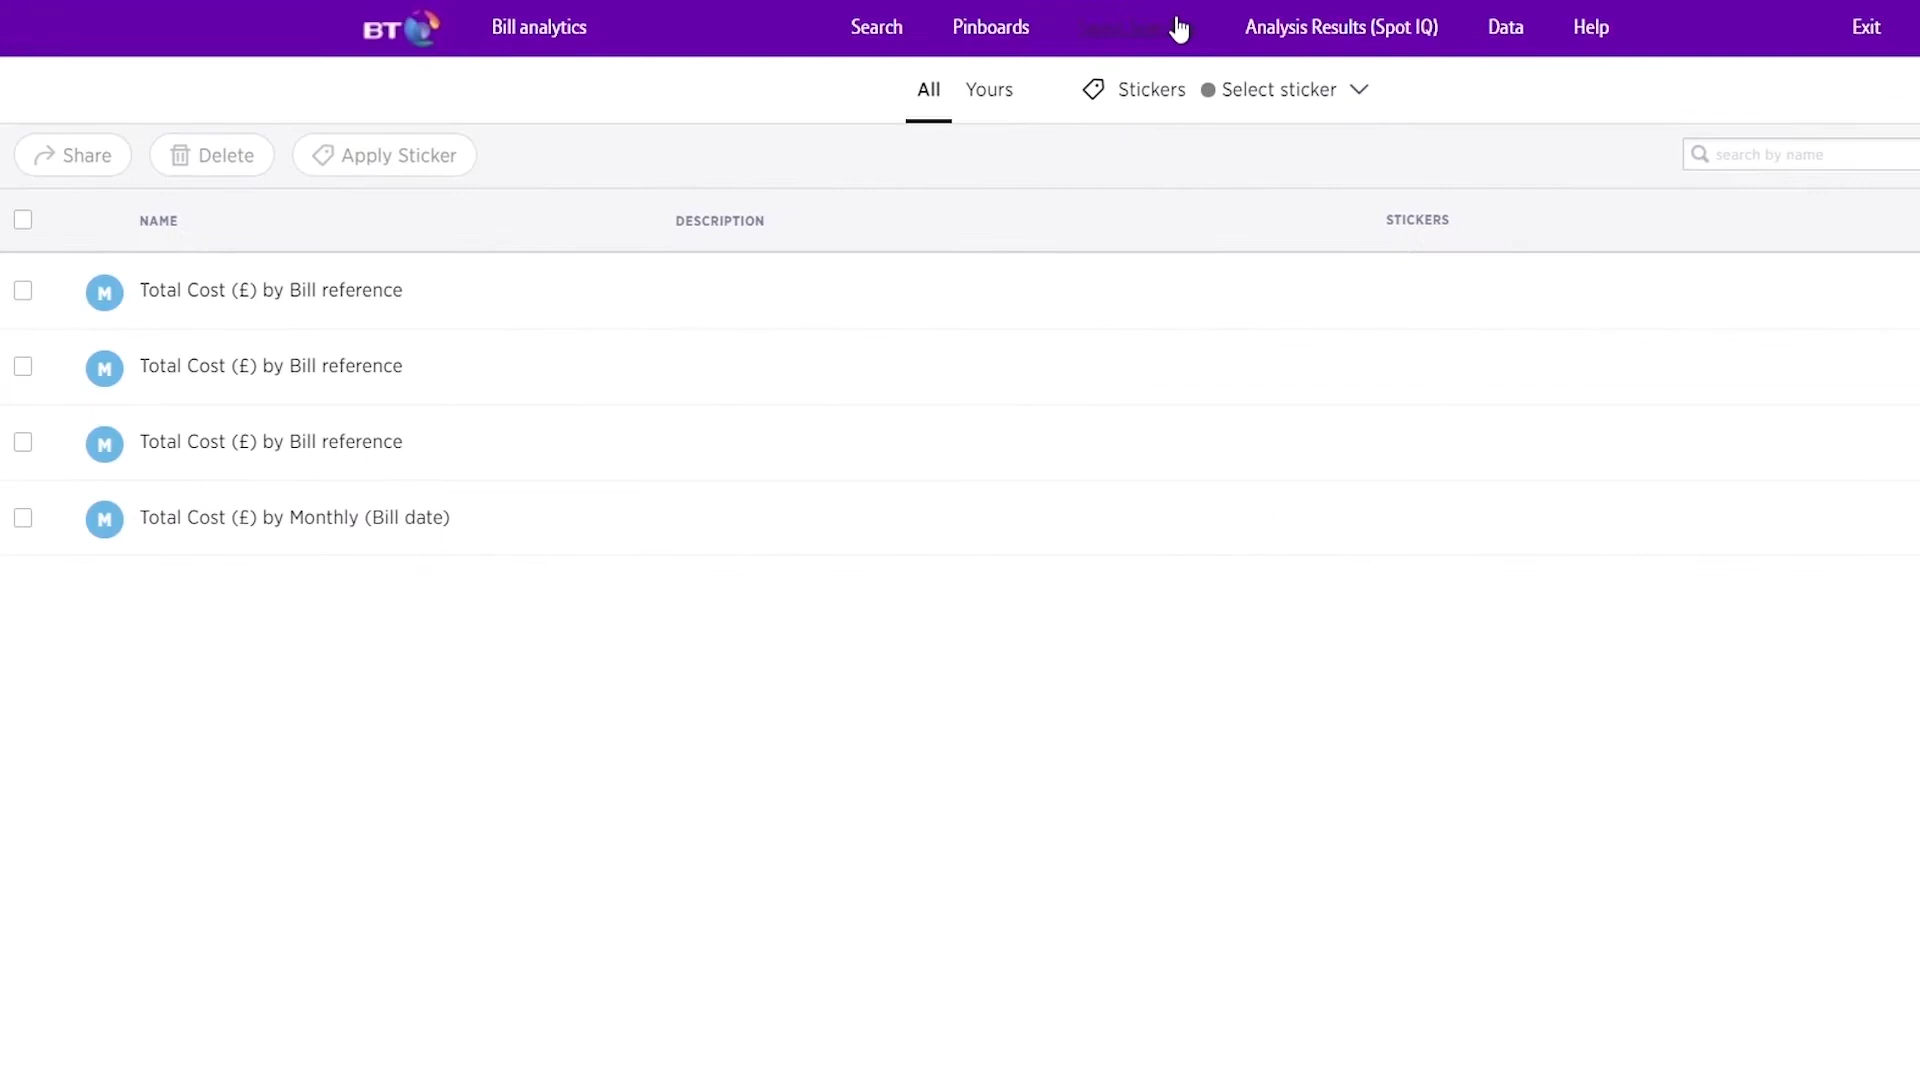 BT Bill analytics Search Pinboards Analysis Results (Spot IQ) Data Help Exit
All Yours Stickers Select sticker
Share Delete Apply Sticker search by name
NAME DESCRIPTION STICKERS
M Total Cost (£) by Bill reference
M Total Cost (£) by Bill reference
M Total Cost (£) by Bill reference
M Total Cost (£) by Monthly (Bill date)